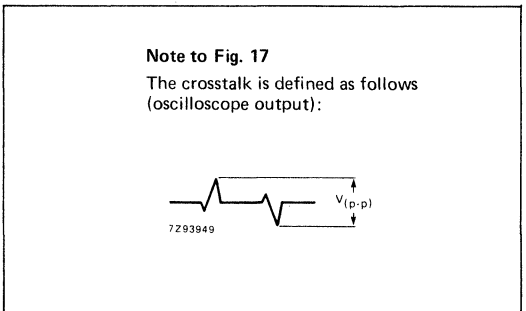 Note to Fig. 17
The crosstalk is defined as follows
(oscilloscope output):
V(p-p)
7Z93949